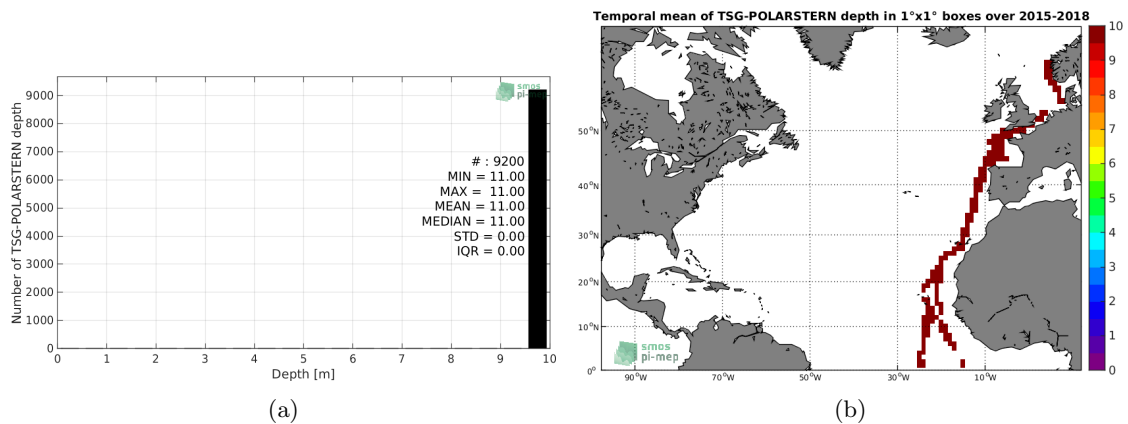 Temporal mean of TSG-POLARSTERN depth in 1°x1° boxes over 2015-2018
Number of TSG-POLARSTERN depth
9000
8000
7000
6000
5000
4000
3000
2000
1000
0
smos
pi-mep
# : 9200
MIN = 11.00
MAX = 11.00
MEAN = 11.00
MEDIAN = 11.00
STD = 0.00
IQR = 0.00
0 1 2 3 4 5 6 7 8 9 10
Depth [m]
(a)
50°N
40°N
30°N
20°N
10°N
0°
90°W 70°W 50°W 30°W 10°W
smos
pi-mep
10
9
8
7
6
5
4
3
2
1
0
(b)